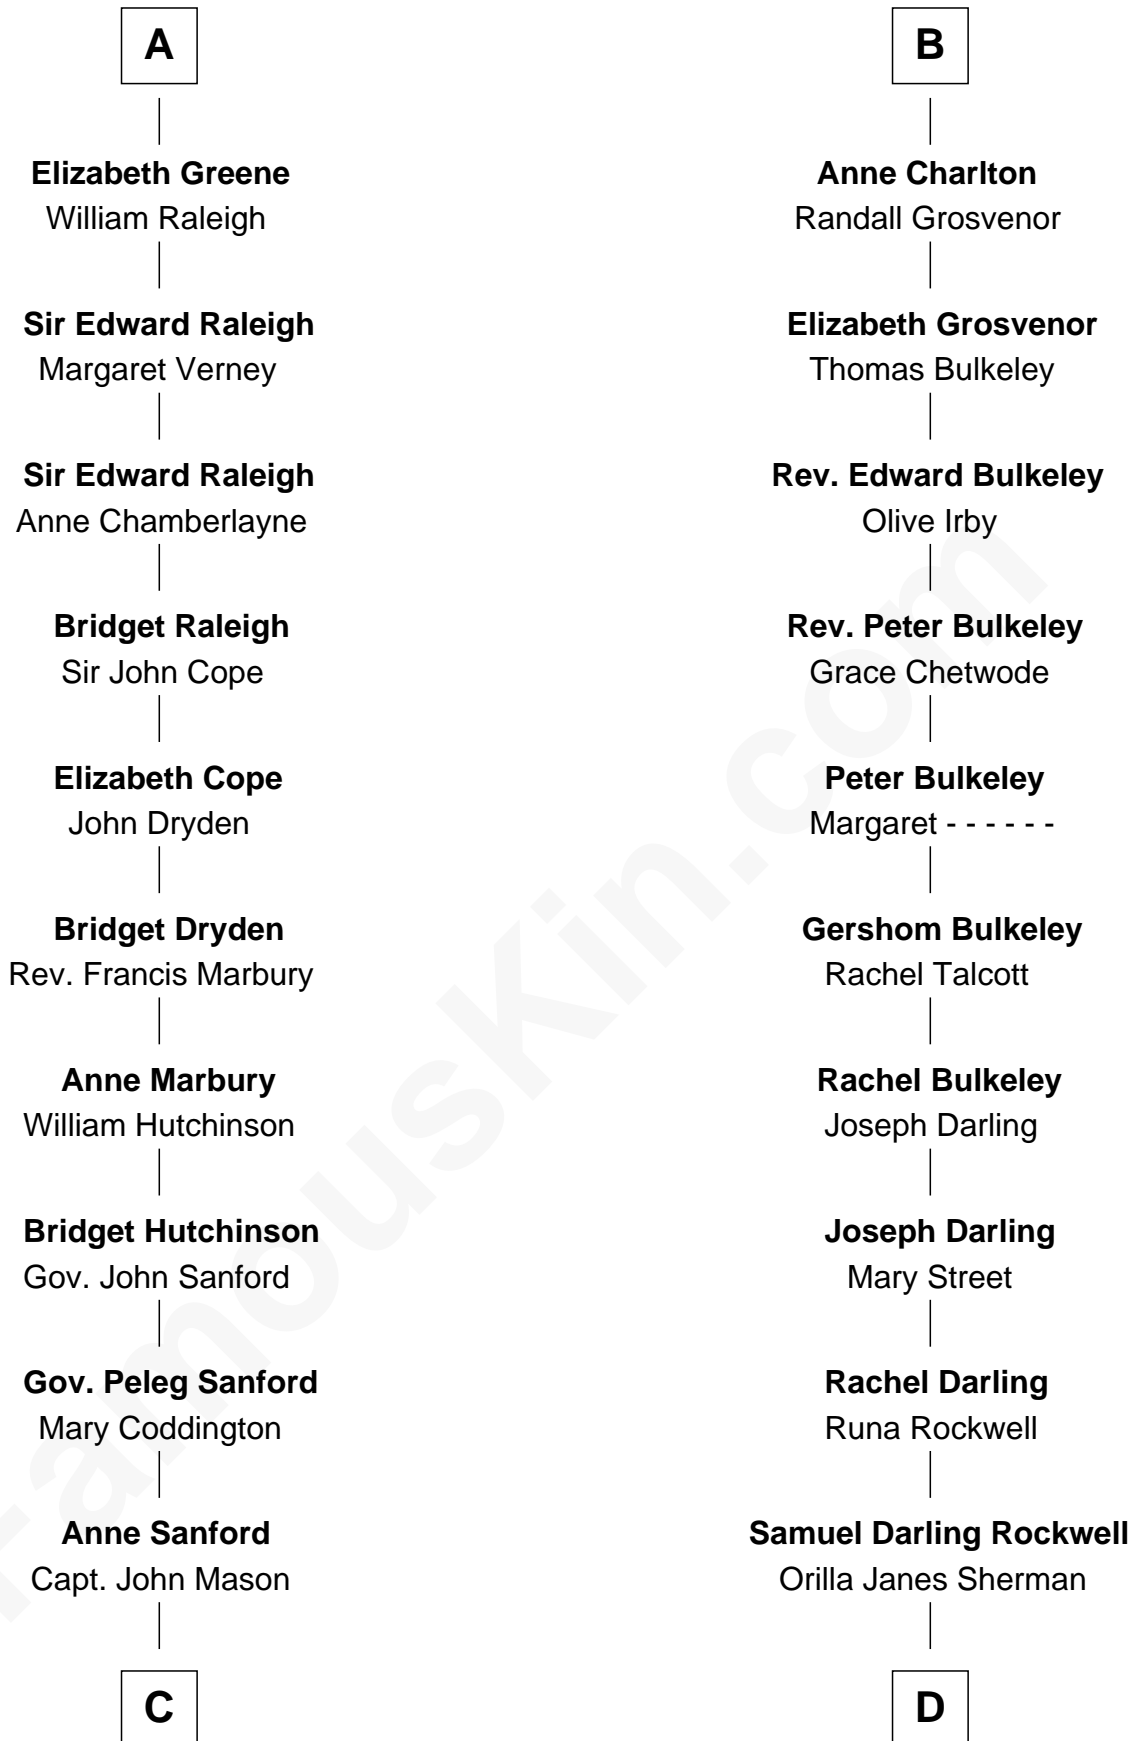 A
Elizabeth Greene
William Raleigh
Sir Edward Raleigh
Margaret Verney
Sir Edward Raleigh
Anne Chamberlayne
Bridget Raleigh
Sir John Cope
Elizabeth Cope
John Dryden
Bridget Dryden
Rev. Francis Marbury
Anne Marbury
William Hutchinson
Bridget Hutchinson
Gov. John Sanford
Gov. Peleg Sanford
Mary Coddington
Anne Sanford
Capt. John Mason
C
B
Anne Charlton
Randall Grosvenor
Elizabeth Grosvenor
Thomas Bulkeley
Rev. Edward Bulkeley
Olive Irby
Rev. Peter Bulkeley
Grace Chetwode
Peter Bulkeley
Margaret - - - - - -
Gershom Bulkeley
Rachel Talcott
Rachel Bulkeley
Joseph Darling
Joseph Darling
Mary Street
Rachel Darling
Runa Rockwell
Samuel Darling Rockwell
Orilla Janes Sherman
D
FamousKin.com